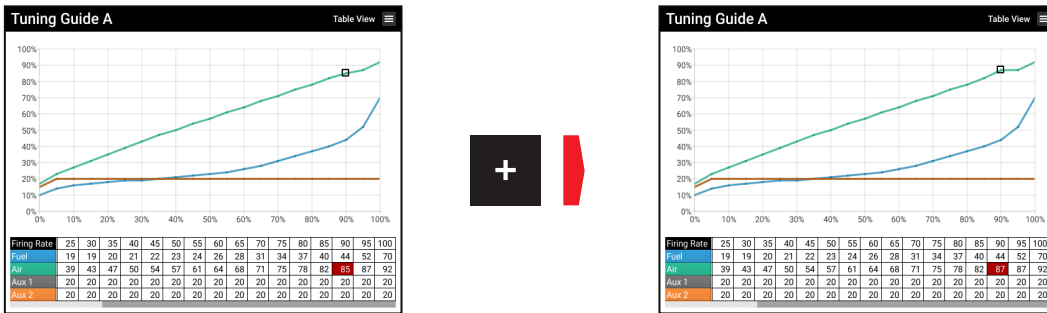 Tuning Guide A Table View
100%
90%
80%
70%
60%
50%
40%
30%
20%
10%
0%
0% 10% 20% 30% 40% 50% 60% 70% 80% 90% 100%
Firing Rate 25 30 35 40 45 50 55 60 65 70 75 80 85 90 95 100
Fuel 19 19 20 21 22 23 24 26 28 31 34 37 40 44 52 70
Air 39 43 47 50 54 57 61 64 68 71 75 78 82 85 87 92
Aux 1 20 20 20 20 20 20 20 20 20 20 20 20 20 20 20 20
Aux 2 20 20 20 20 20 20 20 20 20 20 20 20 20 20 20 20
+
Tuning Guide A Table View
100%
90%
80%
70%
60%
50%
40%
30%
20%
10%
0%
0% 10% 20% 30% 40% 50% 60% 70% 80% 90% 100%
Firing Rate 25 30 35 40 45 50 55 60 65 70 75 80 85 90 95 100
Fuel 19 19 20 21 22 23 24 26 28 31 34 37 40 44 52 70
Air 39 43 47 50 54 57 61 64 68 71 75 78 82 87 87 92
Aux 1 20 20 20 20 20 20 20 20 20 20 20 20 20 20 20 20
Aux 2 20 20 20 20 20 20 20 20 20 20 20 20 20 20 20 20